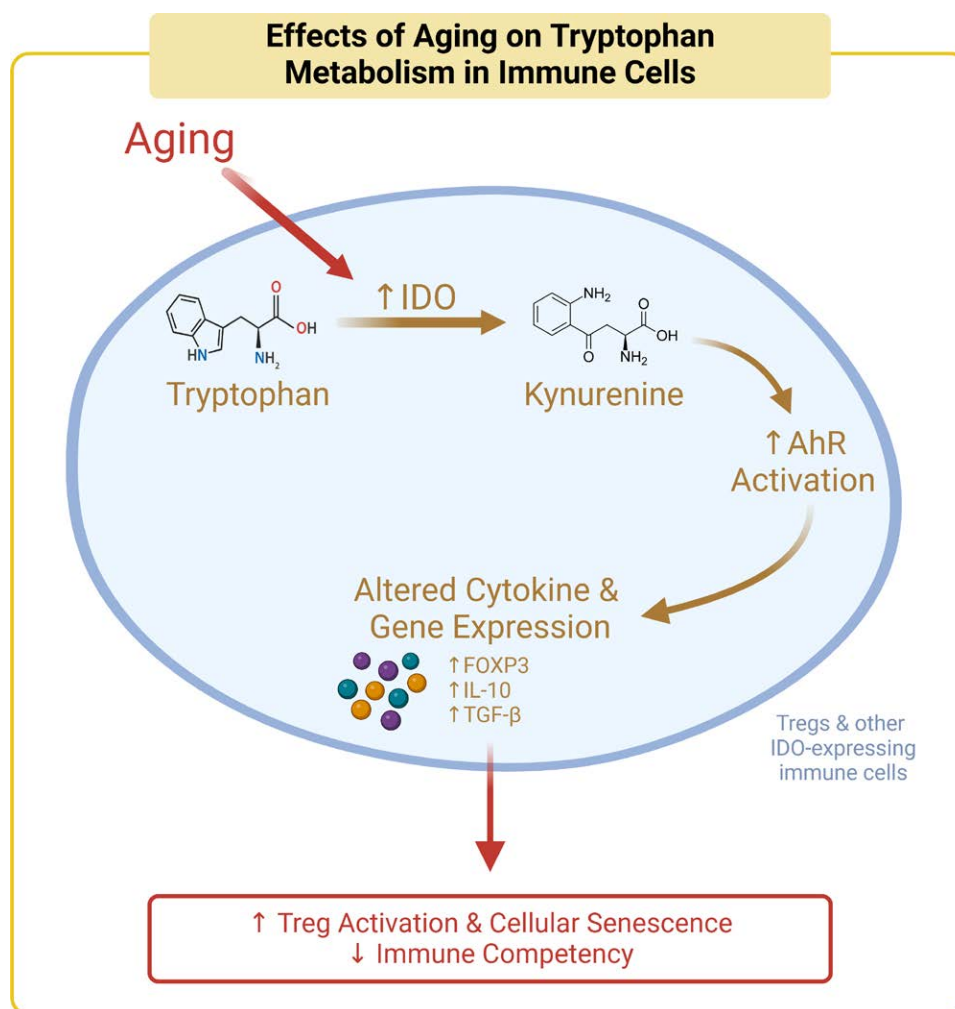 Effects of Aging on Tryptophan
Metabolism in Immune Cells
Aging
↑ IDO
O
OH
HN
NH₂
Tryptophan
NH₂
O
OH
O
NH₂
Kynurenine
↑ AhR
Activation
Altered Cytokine &
Gene Expression
↑ FOXP3
↑ IL-10
↑ TGF-β
Tregs & other
IDO-expressing
immune cells
↑ Treg Activation & Cellular Senescence
↓ Immune Competency